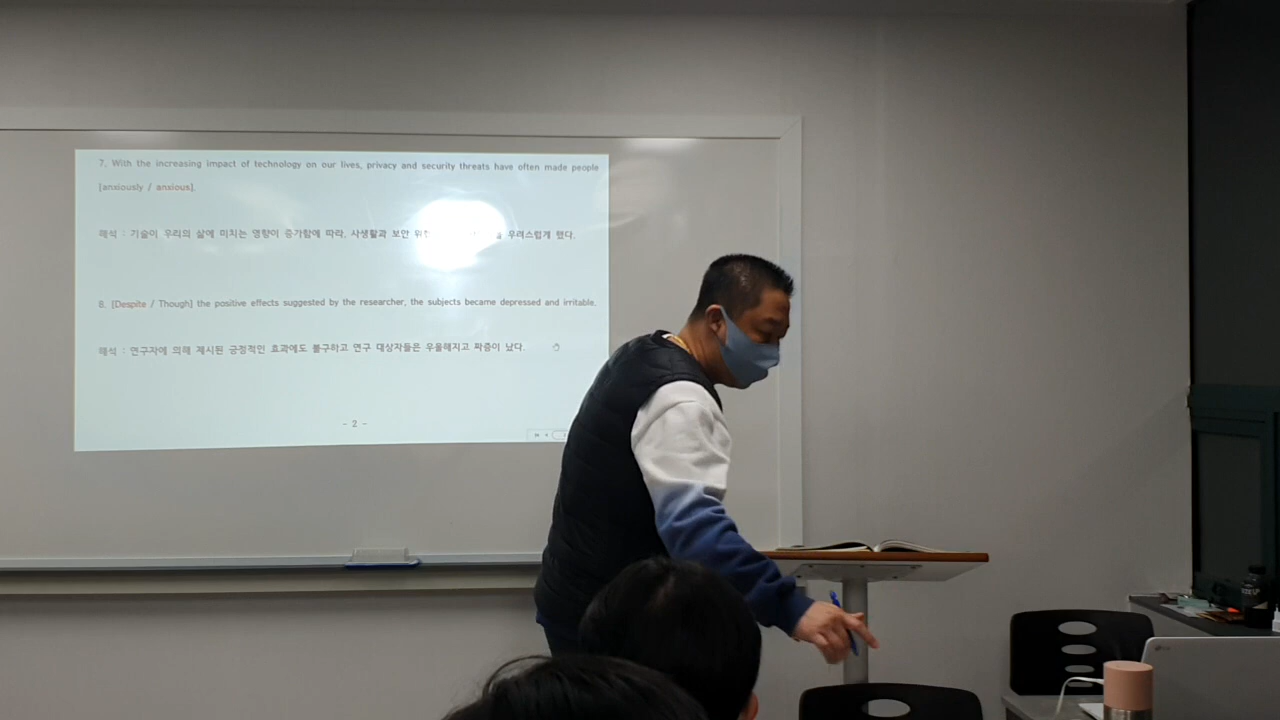 7. With the increasing impact of technology on our lives, privacy and security threats have often made people
[anxiously / anxious].
해석 : 기술이 우리의 삶에 미치는 영향이 증가함에 따라, 사생활과 보안 우려스럽게 했다.
8. [Despite / Though] the positive effects suggested by the researcher, the subjects became depressed and irritable.
해석 : 연구자에 의해 제시된 긍정적인 효과에도 불구하고 연구 대상자들은 우울해지고 짜증이 났다.
- 2 -
LG